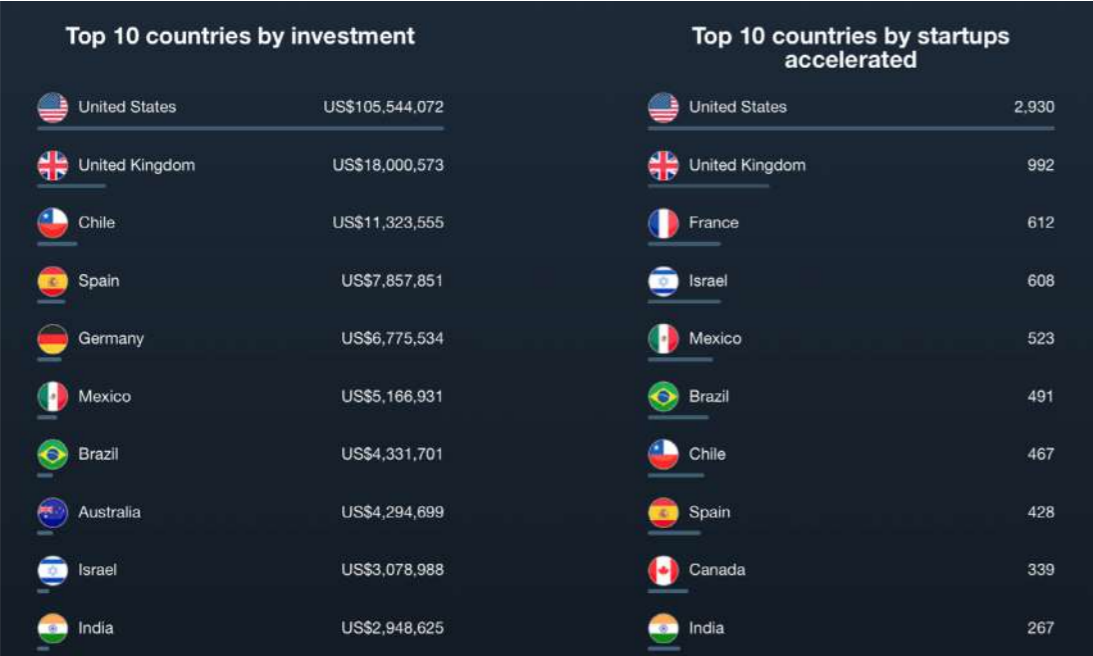 Top 10 countries by investment
United States US$105,544,072
United Kingdom US$18,000,573
Chile US$11,323,555
Spain US$7,857,851
Germany US$6,775,534
Mexico US$5,166,931
Brazil US$4,331,701
Australia US$4,294,699
Israel US$3,078,988
India US$2,948,625
Top 10 countries by startups
accelerated
United States 2,930
United Kingdom 992
France 612
Israel 608
Mexico 523
Brazil 491
Chile 467
Spain 428
Canada 339
India 267